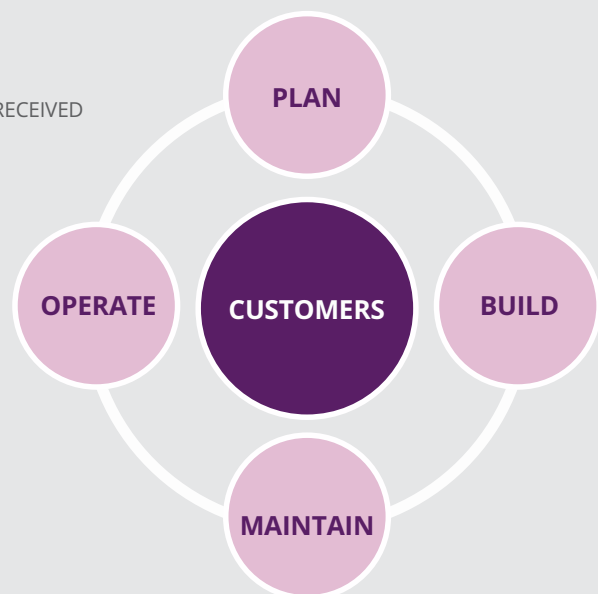 PLAN
RECEIVED
OPERATE
CUSTOMERS
BUILD
MAINTAIN